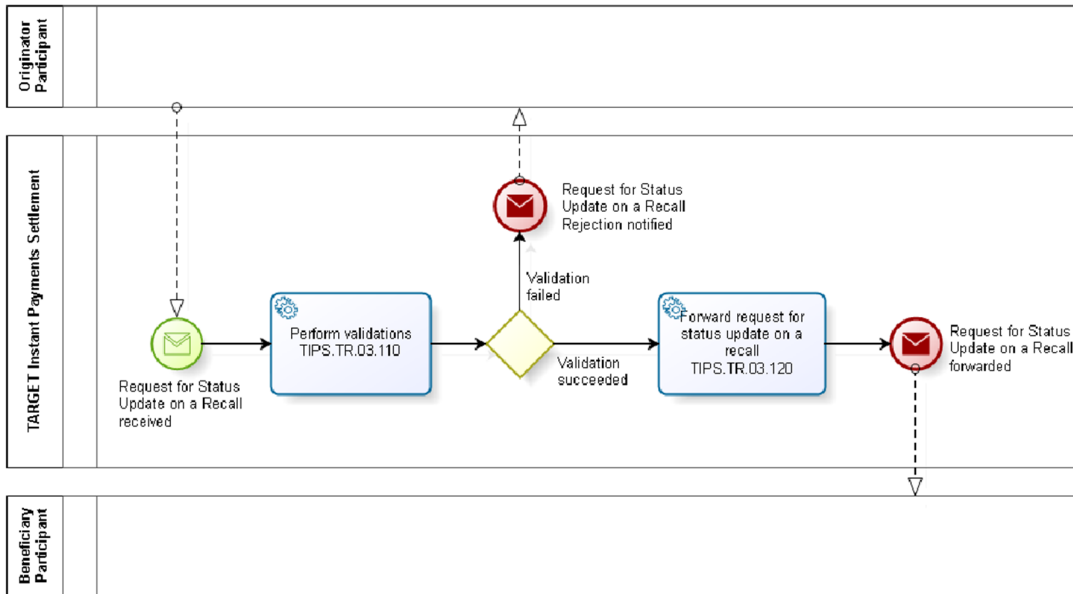 Originator
Participant
TARGET Instant Payments Settlement
Request for Status
Update on a Recall
Rejection notified
Validation
failed
Perform validations
TIPS.TR.03.110
Forward request for
status update on a
recall
TIPS.TR.03.120
Request for Status
Update on a Recall
forwarded
Validation
succeeded
Request for Status
Update on a Recall
received
Beneficiary
Participant